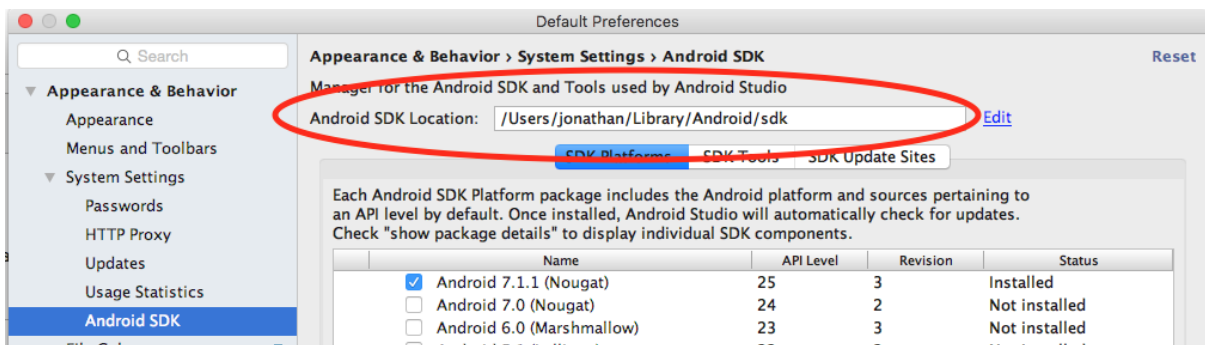 Default Preferences
Search
Appearance & Behavior
Appearance
Menus and Toolbars
System Settings
Passwords
HTTP Proxy
Updates
Usage Statistics
Android SDK
Appearance & Behavior › System Settings › Android SDK
Reset
Manager for the Android SDK and Tools used by Android Studio
Android SDK Location: /Users/jonathan/Library/Android/sdk Edit
SDK Platforms SDK Tools SDK Update Sites
Each Android SDK Platform package includes the Android platform and sources pertaining to
an API level by default. Once installed, Android Studio will automatically check for updates.
Check "show package details" to display individual SDK components.
Name API Level Revision Status
Android 7.1.1 (Nougat) 25 3 Installed
Android 7.0 (Nougat) 24 2 Not installed
Android 6.0 (Marshmallow) 23 3 Not installed